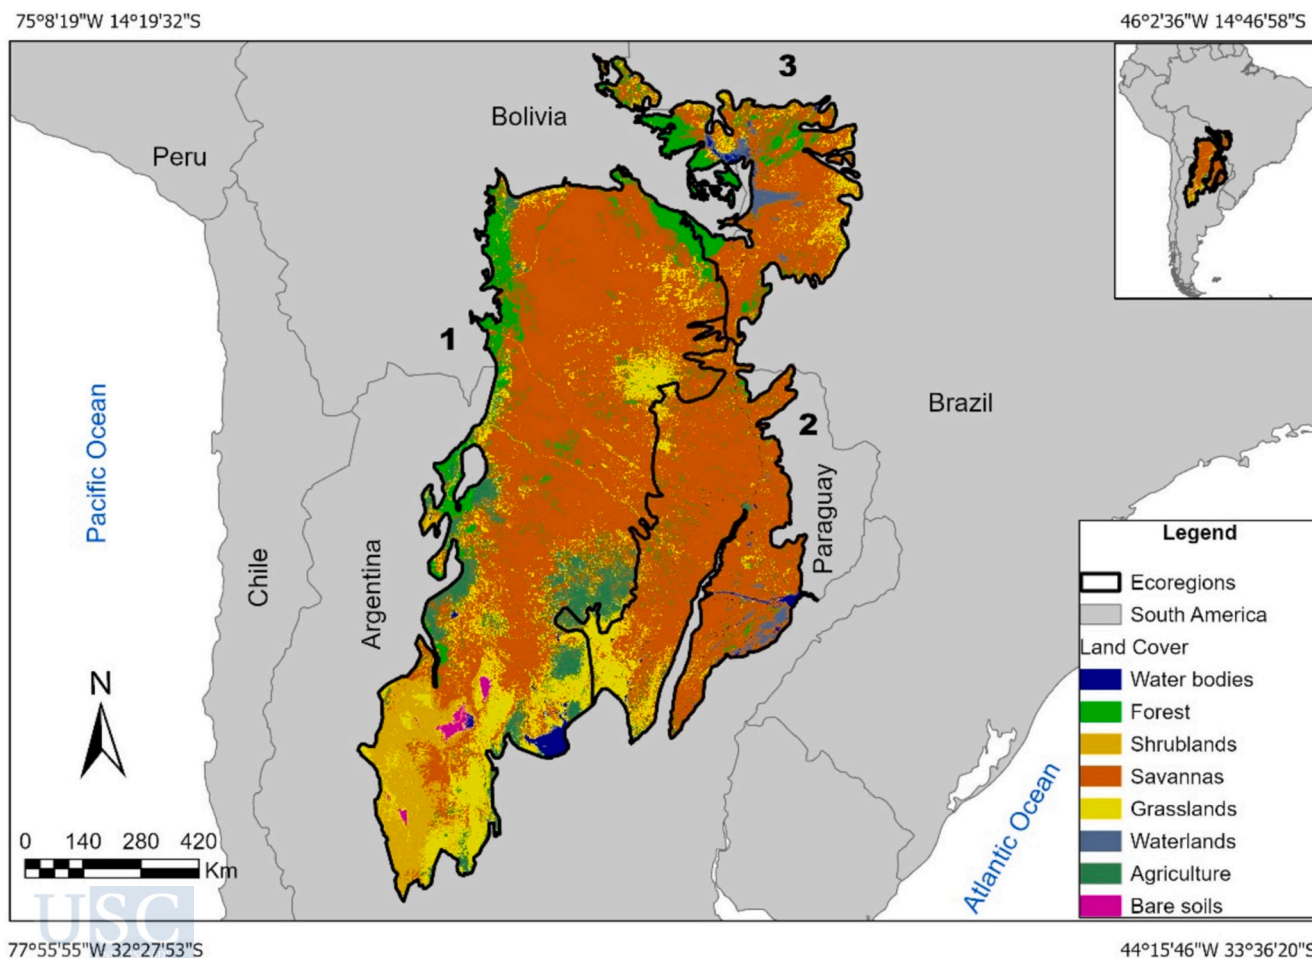 75°8'19"W 14°19'32"S
46°2'36"W 14°46'58"S
3
Bolivia
Peru
1
Brazil
2
Pacific Ocean
Chile
Argentina
Paraguay
Atlantic Ocean
N
0 140 280 420
Km
Legend
Ecoregions
South America
Land Cover
Water bodies
Forest
Shrublands
Savannas
Grasslands
Waterlands
Agriculture
Bare soils
USC
77°55'55"W 32°27'53"S
44°15'46"W 33°36'20"S